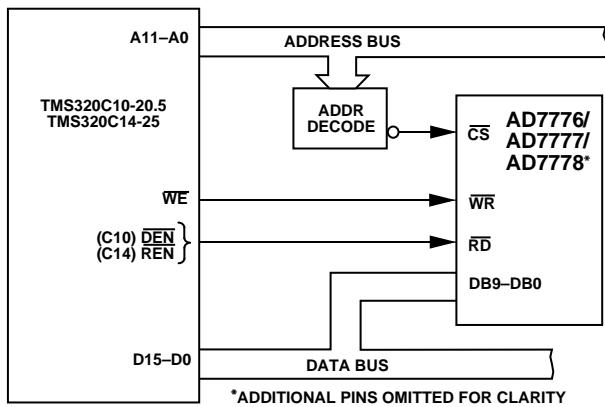 A11–A0
ADDRESS BUS
TMS320C10-20.5
TMS320C14-25
ADDR
DECODE
CS
AD7776/
AD7777/
AD7778*
WE
WR
(C10) DEN
(C14) REN
RD
DB9–DB0
D15–D0
DATA BUS
*ADDITIONAL PINS OMITTED FOR CLARITY